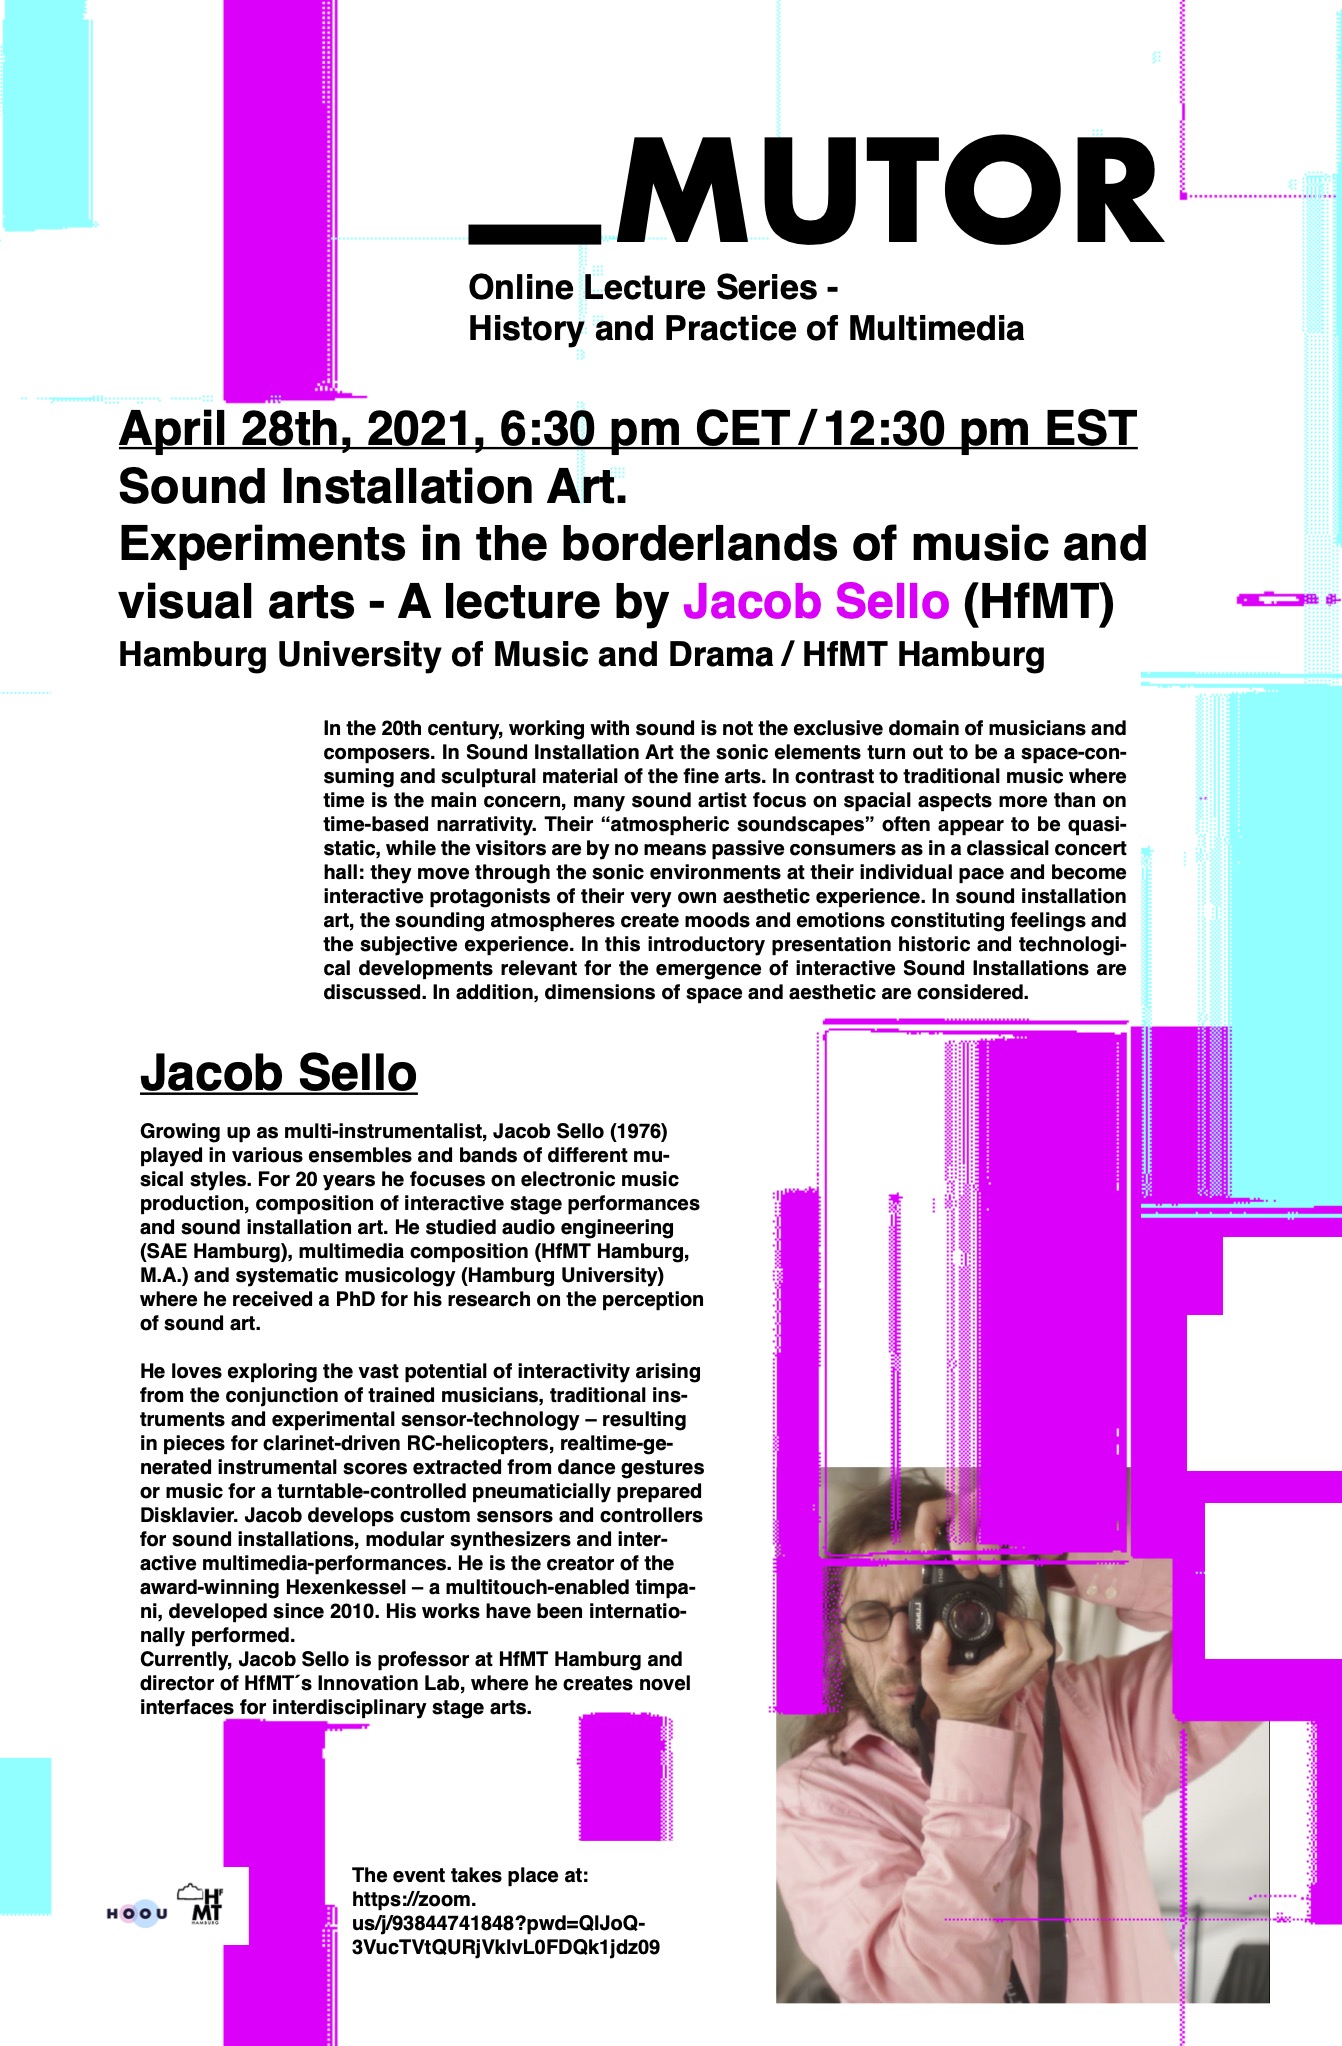 __MUTOR
Online Lecture Series -
History and Practice of Multimedia
April 28th, 2021, 6:30 pm CET / 12:30 pm EST
Sound Installation Art.
Experiments in the borderlands of music and
visual arts - A lecture by Jacob Sello (HfMT)
Hamburg University of Music and Drama / HfMT Hamburg
In the 20th century, working with sound is not the exclusive domain of musicians and
composers. In Sound Installation Art the sonic elements turn out to be a space-con-
suming and sculptural material of the fine arts. In contrast to traditional music where
time is the main concern, many sound artist focus on spacial aspects more than on
time-based narrativity. Their “atmospheric soundscapes” often appear to be quasi-
static, while the visitors are by no means passive consumers as in a classical concert
hall: they move through the sonic environments at their individual pace and become
interactive protagonists of their very own aesthetic experience. In sound installation
art, the sounding atmospheres create moods and emotions constituting feelings and
the subjective experience. In this introductory presentation historic and technologi-
cal developments relevant for the emergence of interactive Sound Installations are
discussed. In addition, dimensions of space and aesthetic are considered.
Jacob Sello
Growing up as multi-instrumentalist, Jacob Sello (1976)
played in various ensembles and bands of different mu-
sical styles. For 20 years he focuses on electronic music
production, composition of interactive stage performances
and sound installation art. He studied audio engineering
(SAE Hamburg), multimedia composition (HfMT Hamburg,
M.A.) and systematic musicology (Hamburg University)
where he received a PhD for his research on the perception
of sound art.
He loves exploring the vast potential of interactivity arising
from the conjunction of trained musicians, traditional ins-
truments and experimental sensor-technology – resulting
in pieces for clarinet-driven RC-helicopters, realtime-ge-
nerated instrumental scores extracted from dance gestures
or music for a turntable-controlled pneumaticially prepared
Disklavier. Jacob develops custom sensors and controllers
for sound installations, modular synthesizers and inter-
active multimedia-performances. He is the creator of the
award-winning Hexenkessel – a multitouch-enabled timpa-
ni, developed since 2010. His works have been internatio-
nally performed.
Currently, Jacob Sello is professor at HfMT Hamburg and
director of HfMT´s Innovation Lab, where he creates novel
interfaces for interdisciplinary stage arts.
The event takes place at:
https://zoom.
us/j/93844741848?pwd=QlJoQ-
3VucTVtQURjVklvL0FDQk1jdz09
HOOU
HfMT
HAMBURG